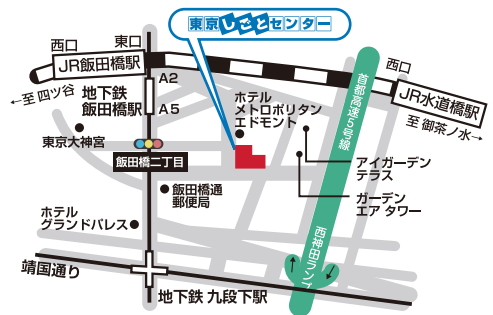 東京しごとセンター
西口
東口
JR飯田橋駅
←至 四ツ谷
地下鉄
飯田橋駅
A2
A5
東京大神宮
飯田橋二丁目
ホテル
メトロポリタン
エドモント
首都高速5号線
西口
JR水道橋駅
至 御茶ノ水→
アイガーデン
テラス
ガーデン
エア タワー
飯田橋通
郵便局
ホテル
グランドパレス
西神田ランプ
靖国通り
地下鉄 九段下駅